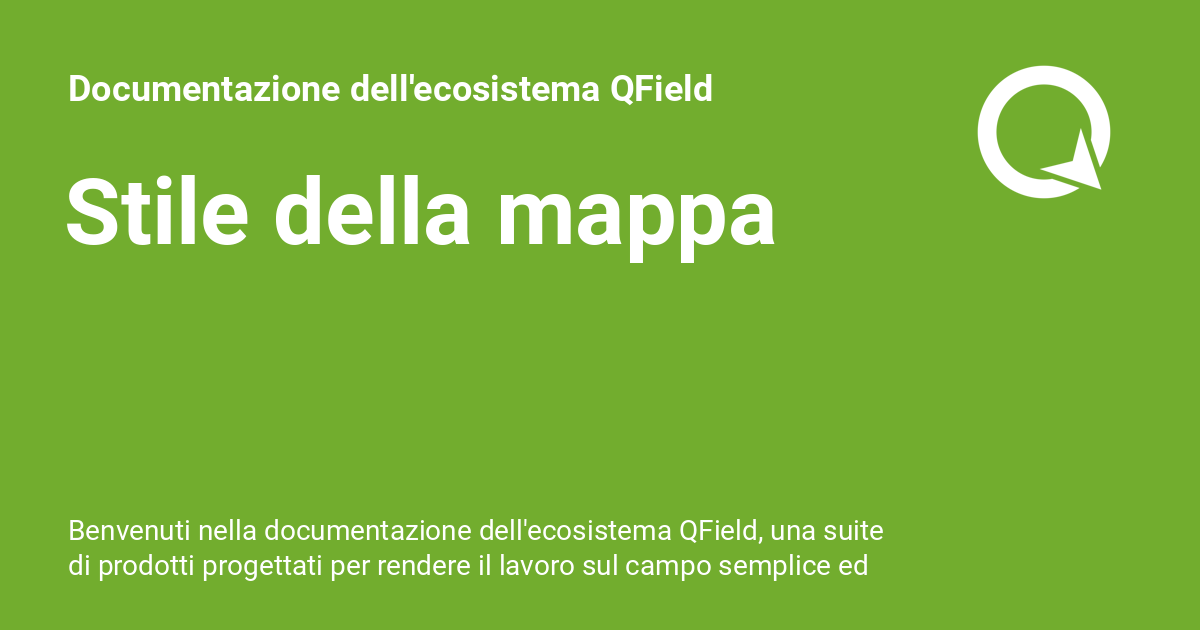 Documentazione dell'ecosistema QField
Stile della mappa
Benvenuti nella documentazione dell'ecosistema QField, una suite
di prodotti progettati per rendere il lavoro sul campo semplice ed